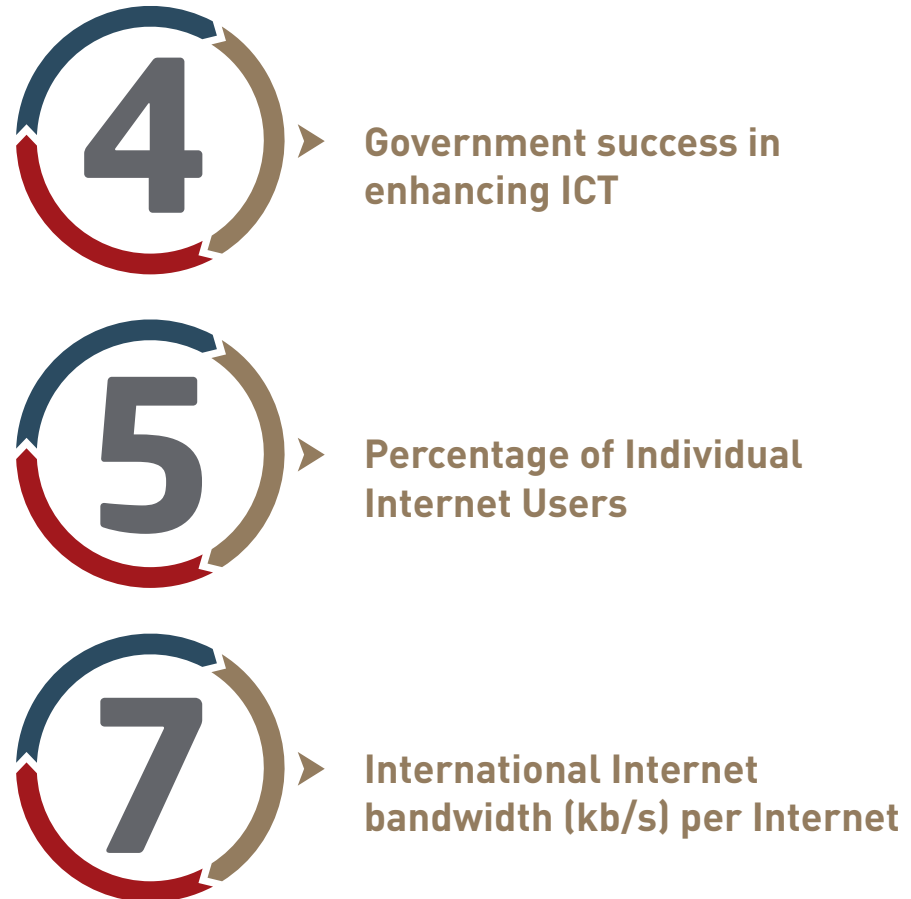 4
Government success in
enhancing ICT
5
Percentage of Individual
Internet Users
7
International Internet
bandwidth (kb/s) per Internet